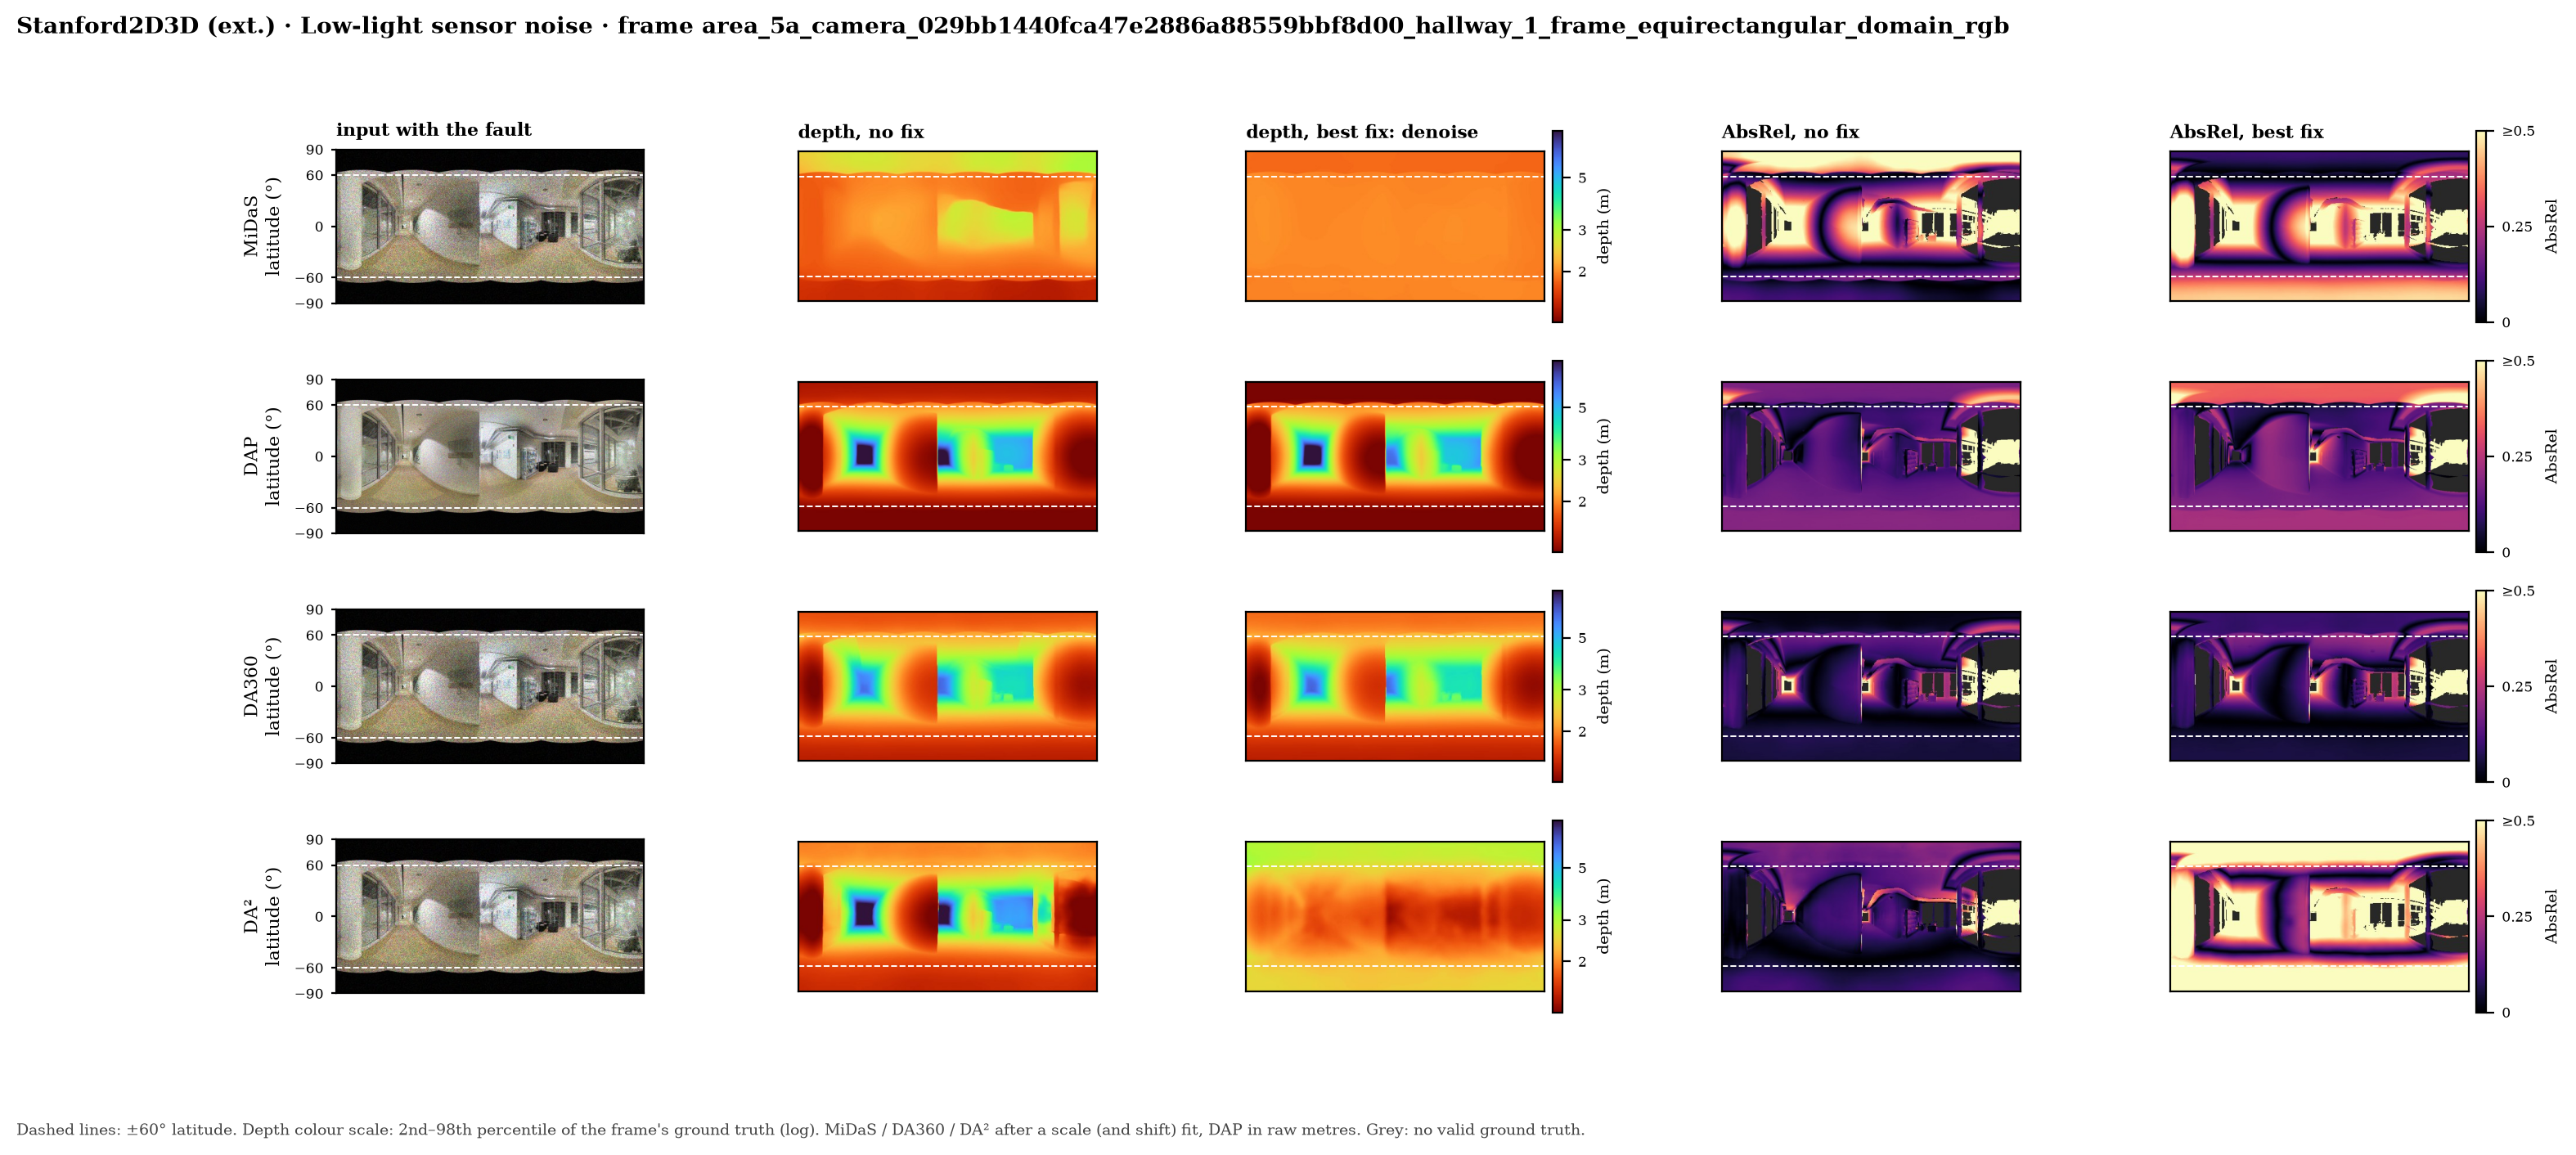 Stanford2D3D (ext.) · Low-light sensor noise · frame area_5a_camera_029bb1440fca47e2886a88559bbf8d00_hallway_1_frame_equirectangular_domain_rgb
input with the fault
depth, no fix
depth, best fix: denoise
AbsRel, no fix
AbsRel, best fix
MiDaS
latitude (°)
90
60
0
−60
−90
5
3
2
depth (m)
≥0.5
0.25
0
AbsRel
DAP
latitude (°)
90
60
0
−60
−90
5
3
2
depth (m)
≥0.5
0.25
0
AbsRel
DA360
latitude (°)
90
60
0
−60
−90
5
3
2
depth (m)
≥0.5
0.25
0
AbsRel
DA²
latitude (°)
90
60
0
−60
−90
5
3
2
depth (m)
≥0.5
0.25
0
AbsRel
Dashed lines: ±60° latitude. Depth colour scale: 2nd–98th percentile of the frame's ground truth (log). MiDaS / DA360 / DA² after a scale (and shift) fit, DAP in raw metres. Grey: no valid ground truth.